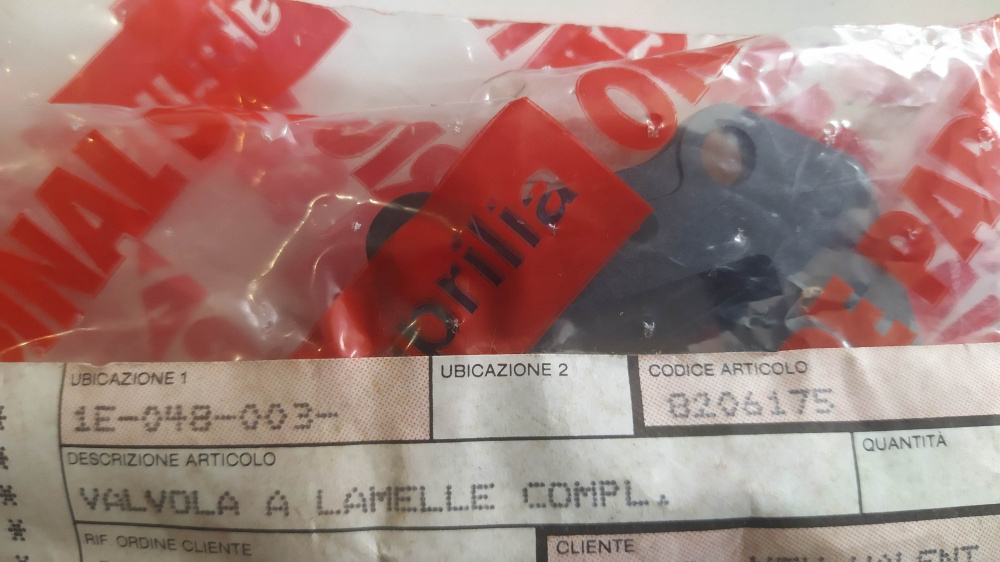 aprilia
UBICAZIONE 1
1E-048-003-
UBICAZIONE 2
CODICE ARTICOLO
8206175
DESCRIZIONE ARTICOLO
VALVOLA A LAMELLE COMPL.
QUANTITÀ
RIF ORDINE CLIENTE
CLIENTE